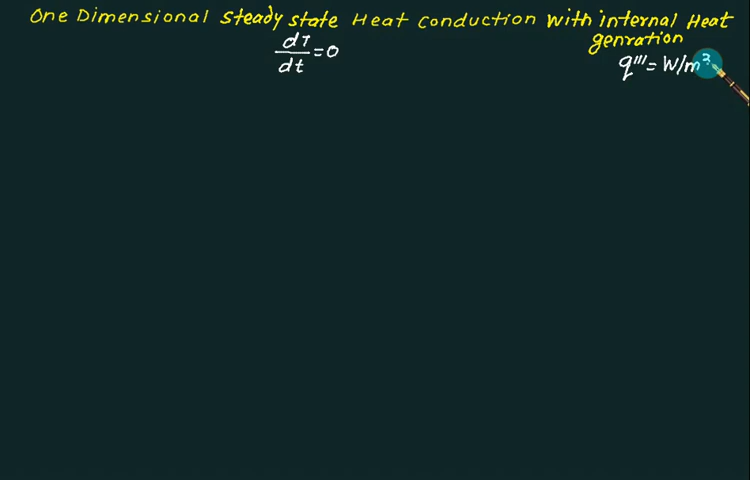 One Dimensional Steady state Heat conduction with internal Heat
genration
dT/dt = 0
q''' = W/m³